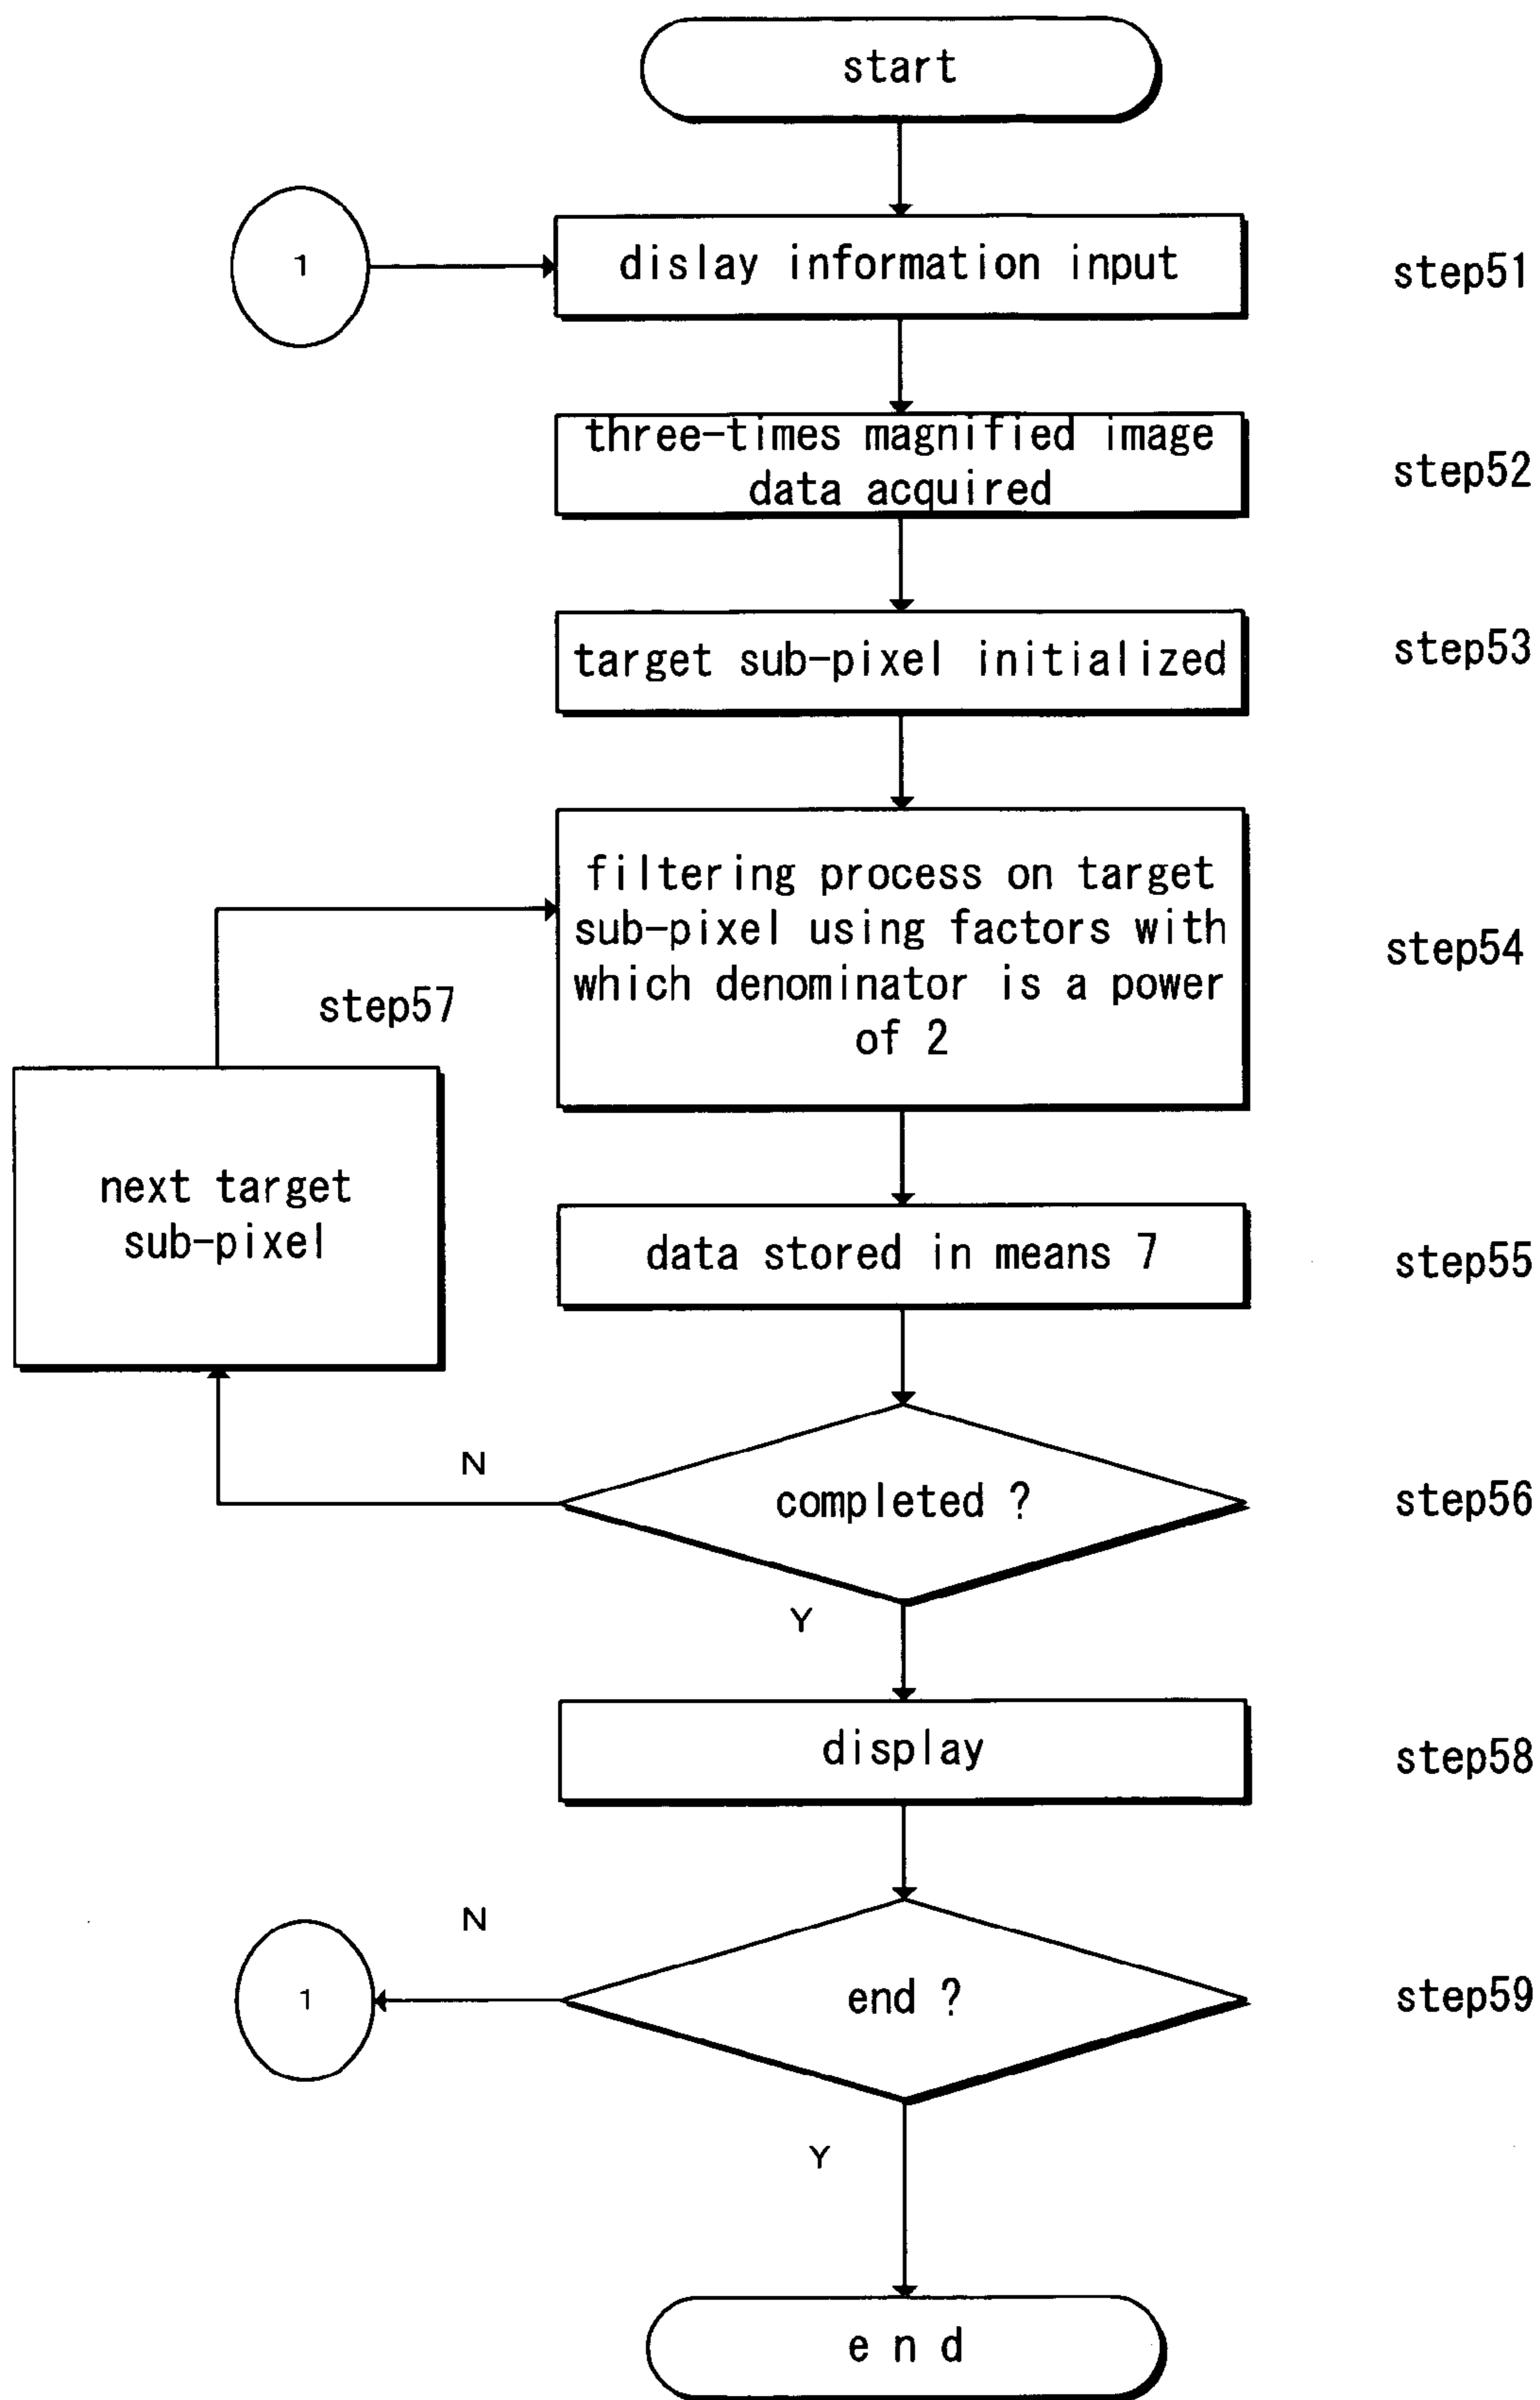 start
1
dislay information input
step51
three-times magnified image
data acquired
step52
target sub-pixel initialized
step53
filtering process on target
sub-pixel using factors with
which denominator is a power
of 2
step54
step57
next target
sub-pixel
data stored in means 7
step55
N
completed ?
step56
Y
display
step58
N
1
end ?
step59
Y
end